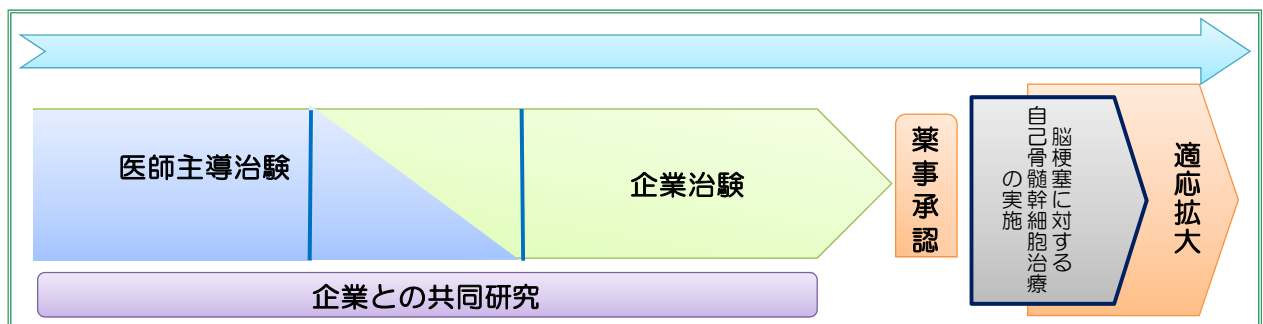 医師主導治験
企業治験
企業との共同研究
薬事承認
脳梗塞に対する
自己骨髄幹細胞治療
の実施
適応拡大